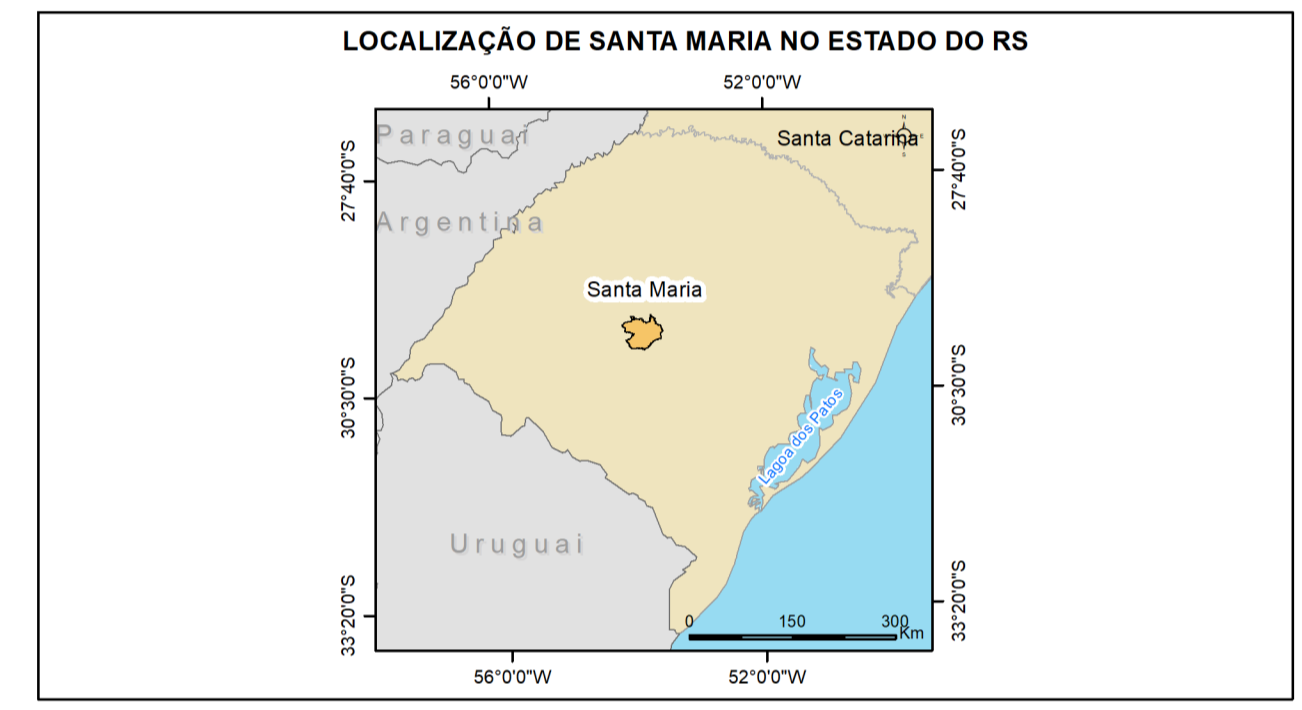 LOCALIZAÇÃO DE SANTA MARIA NO ESTADO DO RS
56°0'0"W
52°0'0"W
Paraguai
Santa Catarina
N
E
S
27°40'0"S
27°40'0"S
Argentina
Santa Maria
30°30'0"S
30°30'0"S
Lagoa dos Patos
Uruguai
33°20'0"S
33°20'0"S
0
150
300
Km
56°0'0"W
52°0'0"W